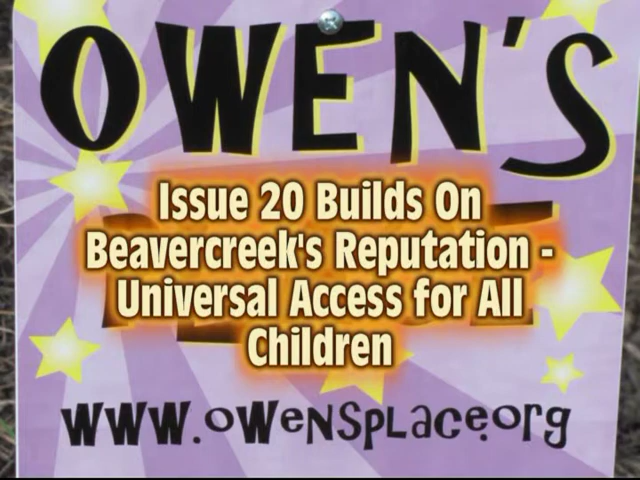 OWEN'S
Issue 20 Builds On
Beavercreek's Reputation -
Universal Access for All
Children
www.owensplace.org